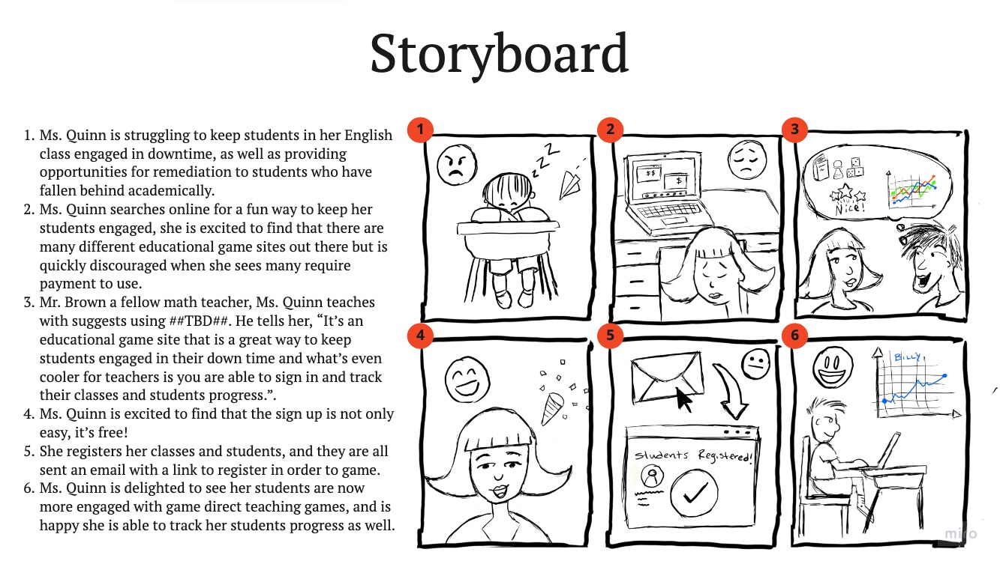 Storyboard
1. Ms. Quinn is struggling to keep students in her English
class engaged in downtime, as well as providing
opportunities for remediation to students who have
fallen behind academically.
2. Ms. Quinn searches online for a fun way to keep her
students engaged, she is excited to find that there are
many different educational game sites out there but is
quickly discouraged when she sees many require
payment to use.
3. Mr. Brown a fellow math teacher, Ms. Quinn teaches
with suggests using ##TBD##. He tells her, “It’s an
educational game site that is a great way to keep
students engaged in their down time and what’s even
cooler for teachers is you are able to sign in and track
their classes and students progress.”.
4. Ms. Quinn is excited to find that the sign up is not only
easy, it’s free!
5. She registers her classes and students, and they are all
sent an email with a link to register in order to game.
6. Ms. Quinn is delighted to see her students are now
more engaged with game direct teaching games, and is
happy she is able to track her students progress as well.
1
zzz
2
$$
$
3
Nice!
4
5
Students Registered!
6
BILLY
miro